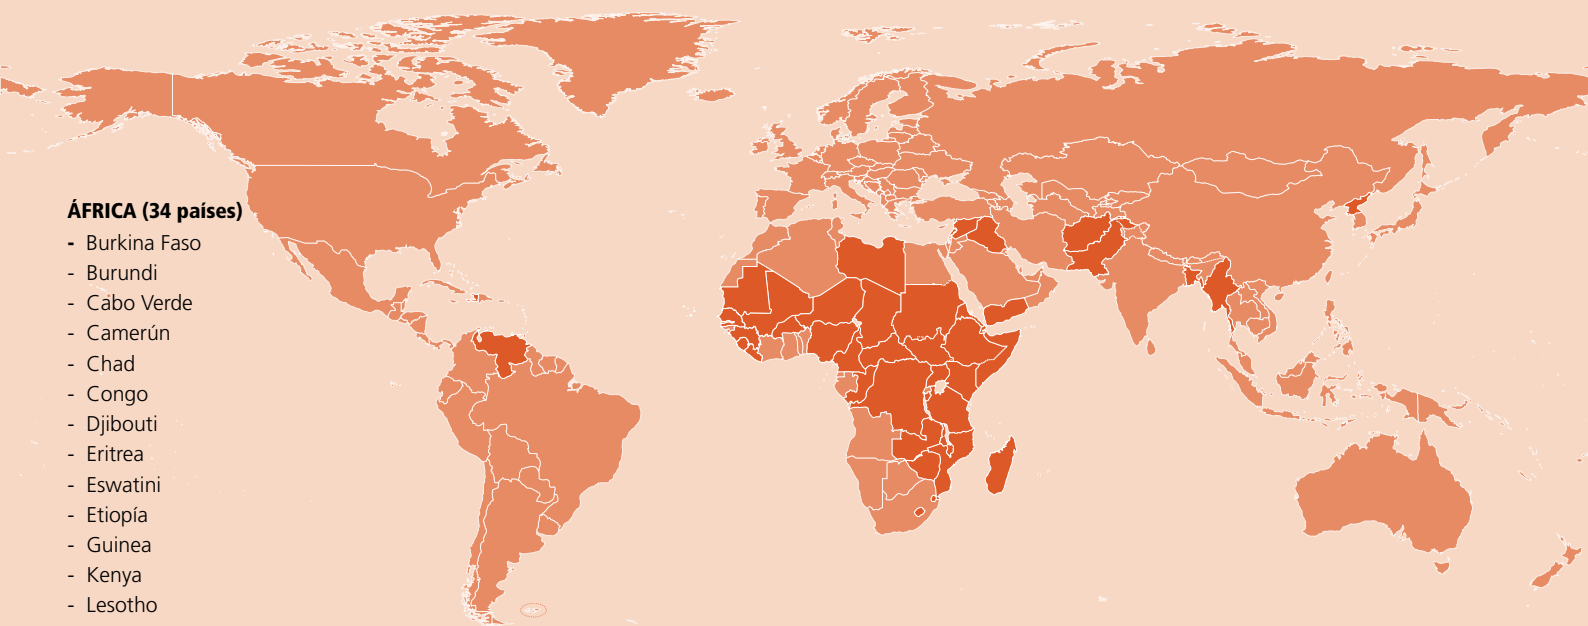 ÁFRICA (34 países)
- Burkina Faso
- Burundi
- Cabo Verde
- Camerún
- Chad
- Congo
- Djibouti
- Eritrea
- Eswatini
- Etiopía
- Guinea
- Kenya
- Lesotho